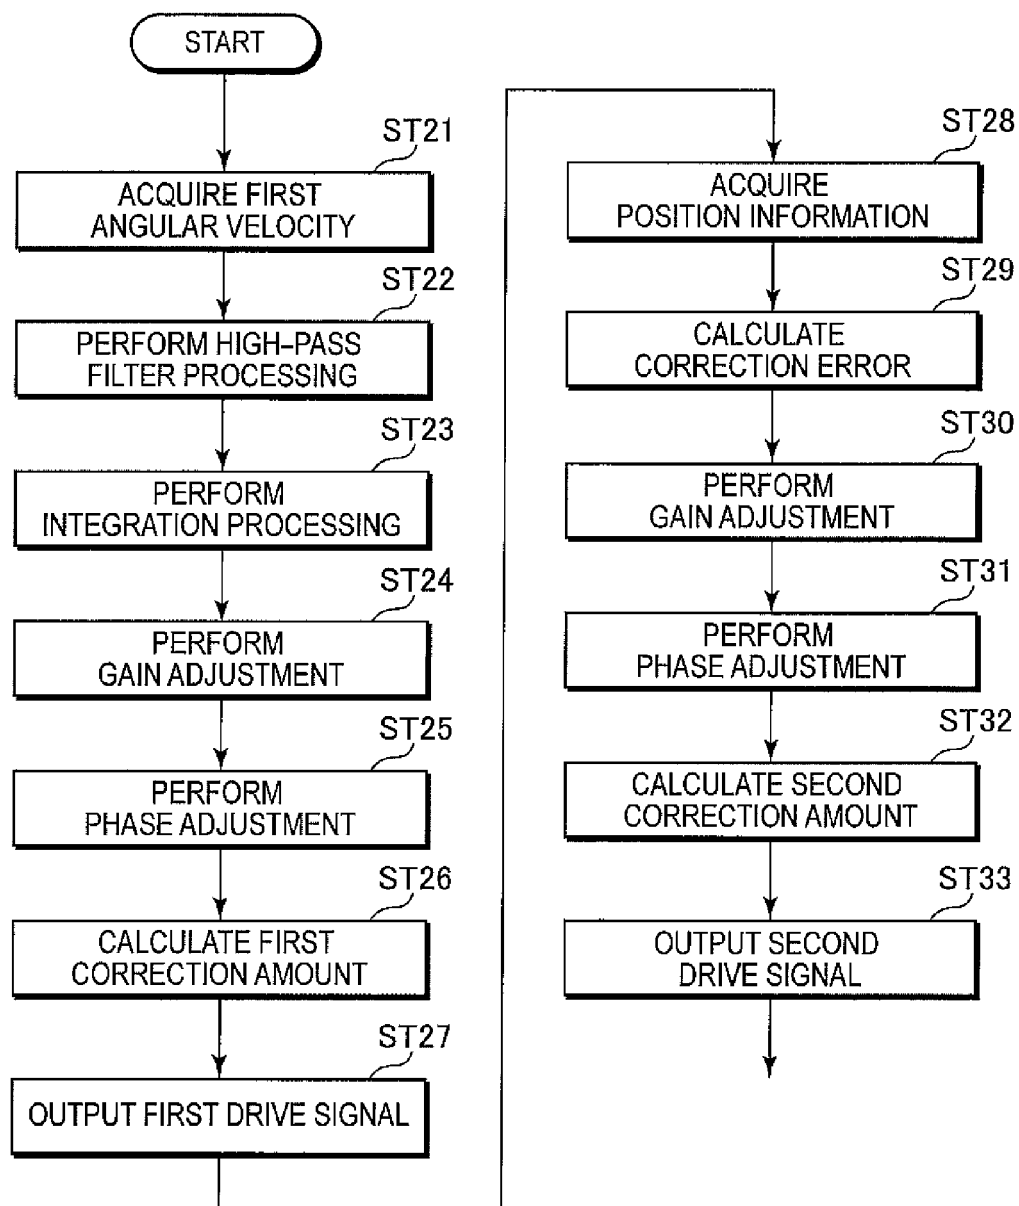 START
ST21
ACQUIRE FIRST
ANGULAR VELOCITY
ST22
PERFORM HIGH-PASS
FILTER PROCESSING
ST23
PERFORM
INTEGRATION PROCESSING
ST24
PERFORM
GAIN ADJUSTMENT
ST25
PERFORM
PHASE ADJUSTMENT
ST26
CALCULATE FIRST
CORRECTION AMOUNT
ST27
OUTPUT FIRST DRIVE SIGNAL
ST28
ACQUIRE
POSITION INFORMATION
ST29
CALCULATE
CORRECTION ERROR
ST30
PERFORM
GAIN ADJUSTMENT
ST31
PERFORM
PHASE ADJUSTMENT
ST32
CALCULATE SECOND
CORRECTION AMOUNT
ST33
OUTPUT SECOND
DRIVE SIGNAL